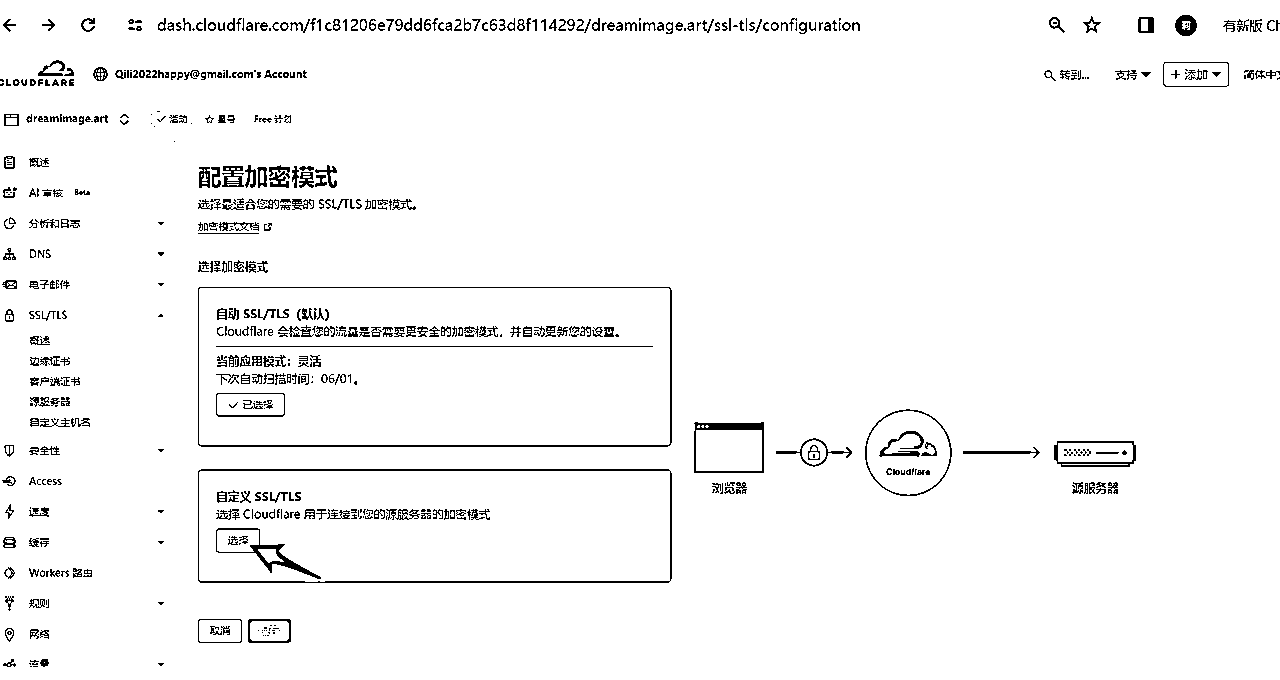 dash.cloudflare.com/f1c81206e79dd6fca2b7c63d8f114292/dreamimage.art/ssl-tls/configuration
有新版 Ch
CLOUDFLARE
Qili2022happy@gmail.com's Account
转到...
支持
+ 添加
简体中文
dreamimage.art
活动
星号
Free 计划
概述
AI 审核 Beta
分析和日志
DNS
电子邮件
SSL/TLS
概述
边缘证书
客户端证书
源服务器
自定义主机名
安全性
Access
速度
缓存
Workers 路由
规则
网络
流量
配置加密模式
选择最适合您的需要的 SSL/TLS 加密模式。
加密模式文档
选择加密模式
自动 SSL/TLS（默认）
Cloudflare 会检查您的流量是否需要更安全的加密模式，并自动更新您的设置。
当前应用模式：灵活
下次自动扫描时间：06/01。
已选择
自定义 SSL/TLS
选择 Cloudflare 用于连接到您的源服务器的加密模式
选择
取消
浏览器
Cloudflare
源服务器